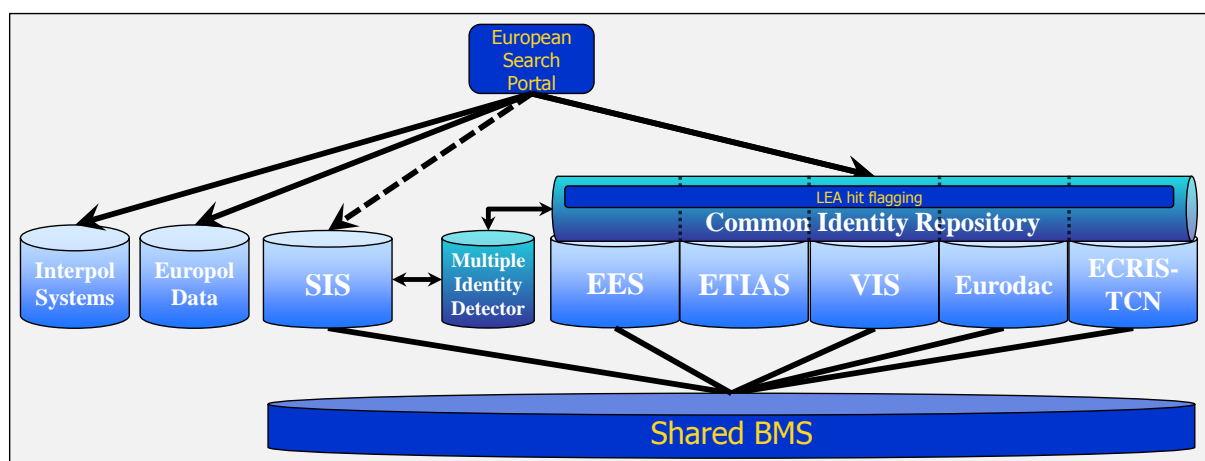 European
Search
Portal
LEA hit flagging
Common Identity Repository
Interpol
Systems
Europol
Data
SIS
Multiple
Identity
Detector
EES
ETIAS
VIS
Eurodac
ECRIS-
TCN
Shared BMS